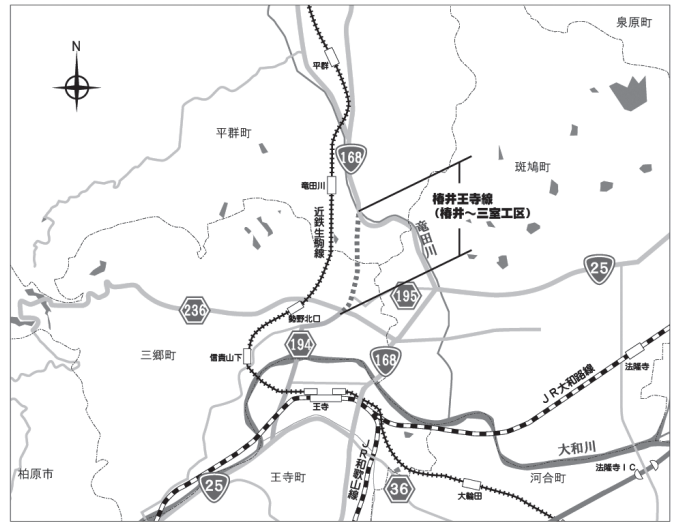 泉原町
N
平群
平群町
168
斑鳩町
竜田川
椿井王寺線
（椿井～三室工区）
近鉄生駒線
竜田川
25
195
236
勢野北口
194
三郷町
信貴山下
168
法隆寺
JR大和路線
王寺
大和川
JR和歌山線
法隆寺IC
柏原市
25
王寺町
36
大輪田
河合町